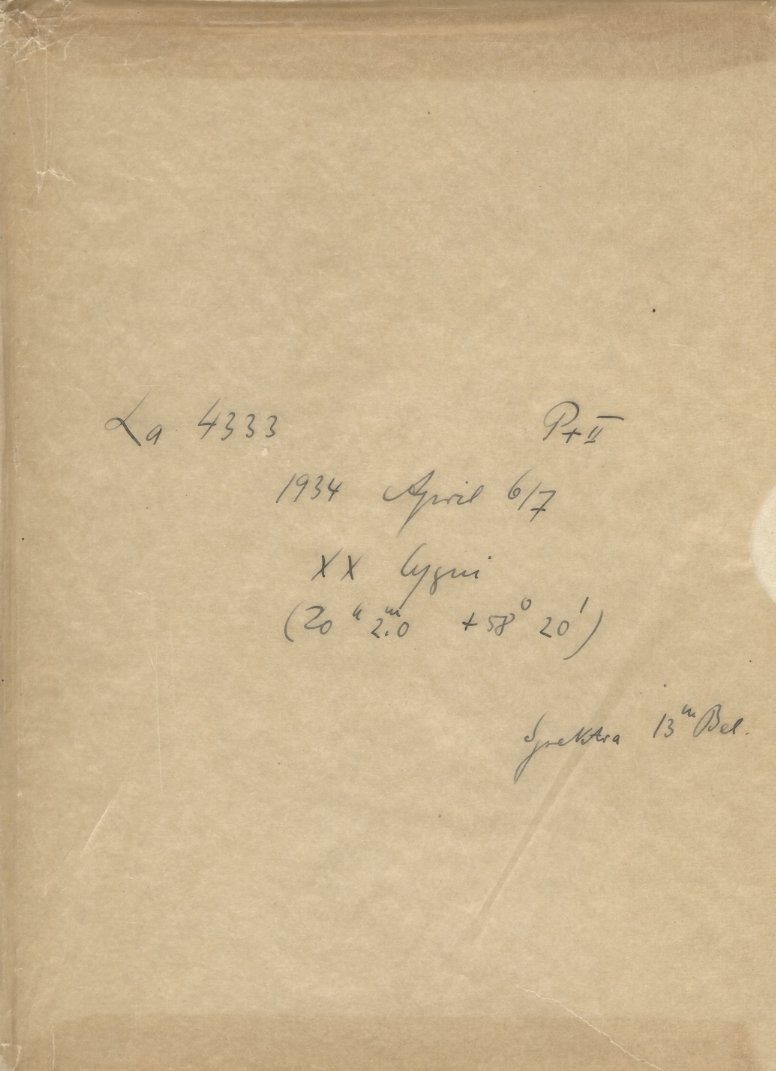 La 4333 P+II
1934 April 6/7
XX Cygni
(20ʰ 2ᵐ.0 +58° 20')
Spektra 13ᵐ Bel.